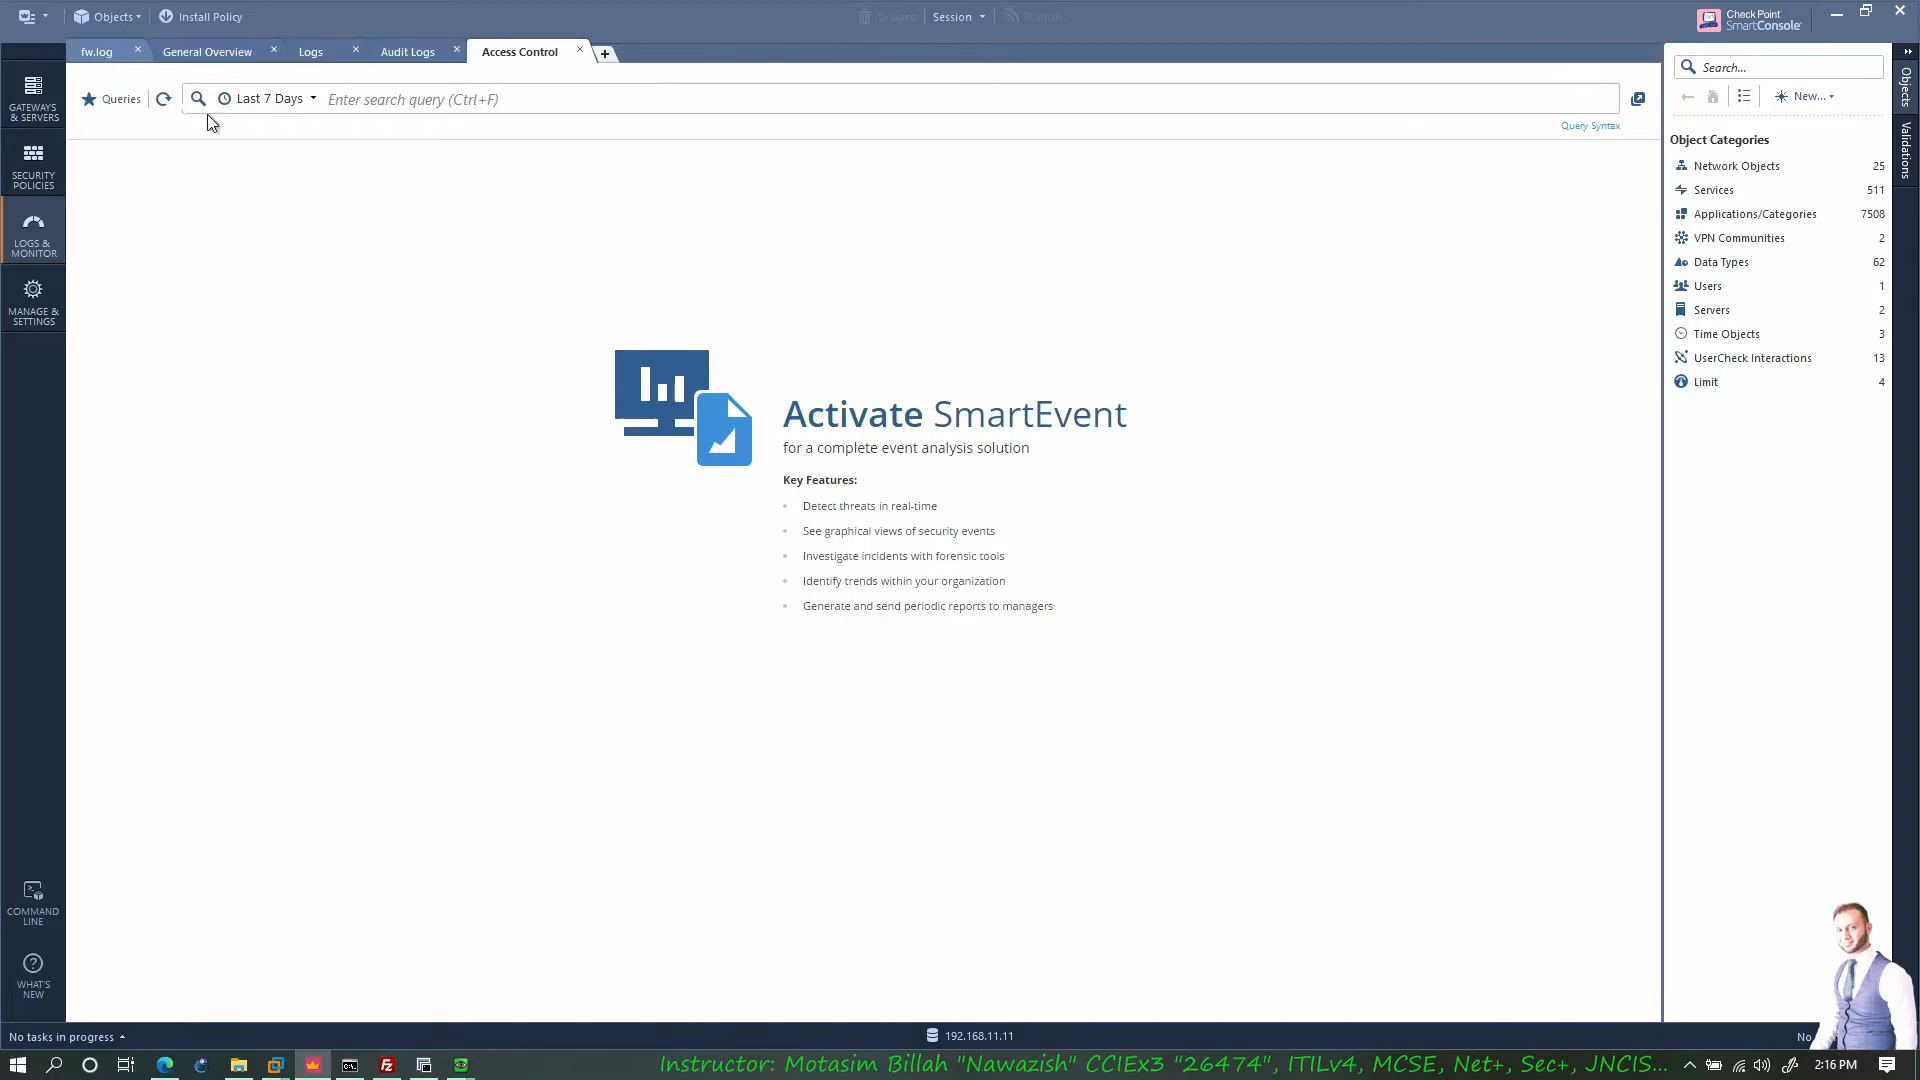 Objects
Install Policy
Discard
Session
Publish
Check Point
SmartConsole
fw.log
General Overview
Logs
Audit Logs
Access Control
Queries
Last 7 Days
Enter search query (Ctrl+F)
Query Syntax
GATEWAYS
& SERVERS
SECURITY
POLICIES
LOGS &
MONITOR
MANAGE &
SETTINGS
COMMAND
LINE
WHAT'S
NEW
Activate SmartEvent
for a complete event analysis solution
Key Features:
Detect threats in real-time
See graphical views of security events
Investigate incidents with forensic tools
Identify trends within your organization
Generate and send periodic reports to managers
Search...
New...
Object Categories
Network Objects 25
Services 511
Applications/Categories 7508
VPN Communities 2
Data Types 62
Users 1
Servers 2
Time Objects 3
UserCheck Interactions 13
Limit 4
Objects
Validations
No tasks in progress
192.168.11.11
No
Instructor: Motasim Billah "Nawazish" CCIEx3 "26474", ITILv4, MCSE, Net+, Sec+, JNCIS...
2:16 PM